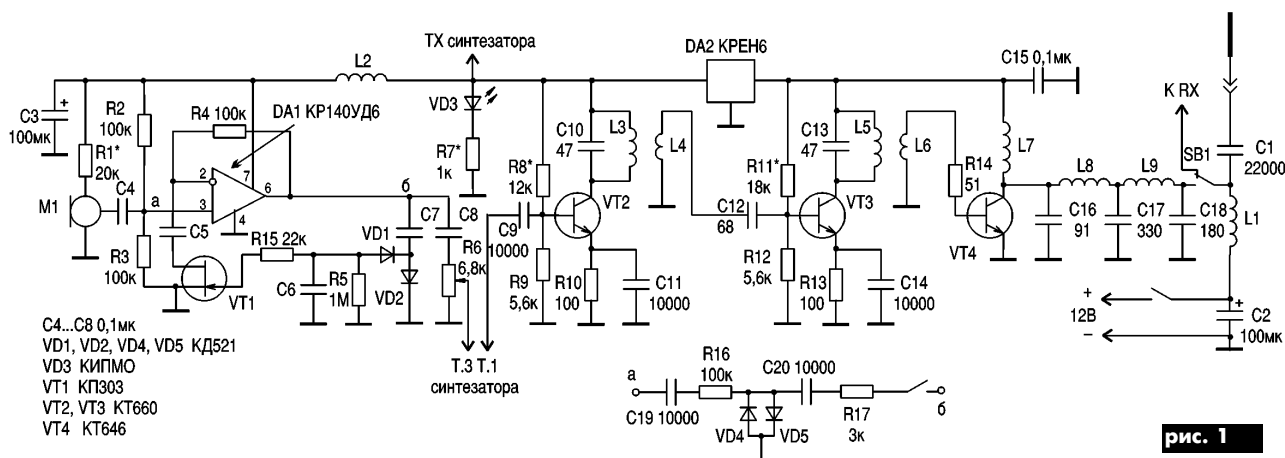 TX синтезатора
DA2 КРЕН6
C15 0,1мк
L2
DA1 КР140УД6
C3
+
100мк
R1*
20к
R2
100к
R4 100к
2
7
6
3
4
M1
C4
а
C5
R3
100к
VT1
R15 22к
C6
R5
1М
VD1
VD2
б
C7
C8
R6
6,8к
VD3
R7*
1к
R8*
12к
C9
10000
R9
5,6к
C10
47
L3
L4
VT2
R10
100
C11
10000
C12
68
R11*
18к
R12
5,6к
C13
47
L5
L6
VT3
R13
100
C14
10000
R14
51
VT4
L7
L8
L9
C16
91
C17
330
C18
180
К RX
SB1
C1
22000
L1
+
12В
–
+
C2
100мк
Т.3 Т.1
синтезатора
C4...C8 0,1мк
VD1, VD2, VD4, VD5 КД521
VD3 КИПМО
VT1 КП303
VT2, VT3 КТ660
VT4 КТ646
а
C19 10000
R16
100к
VD4
VD5
C20 10000
R17
3к
б
рис. 1